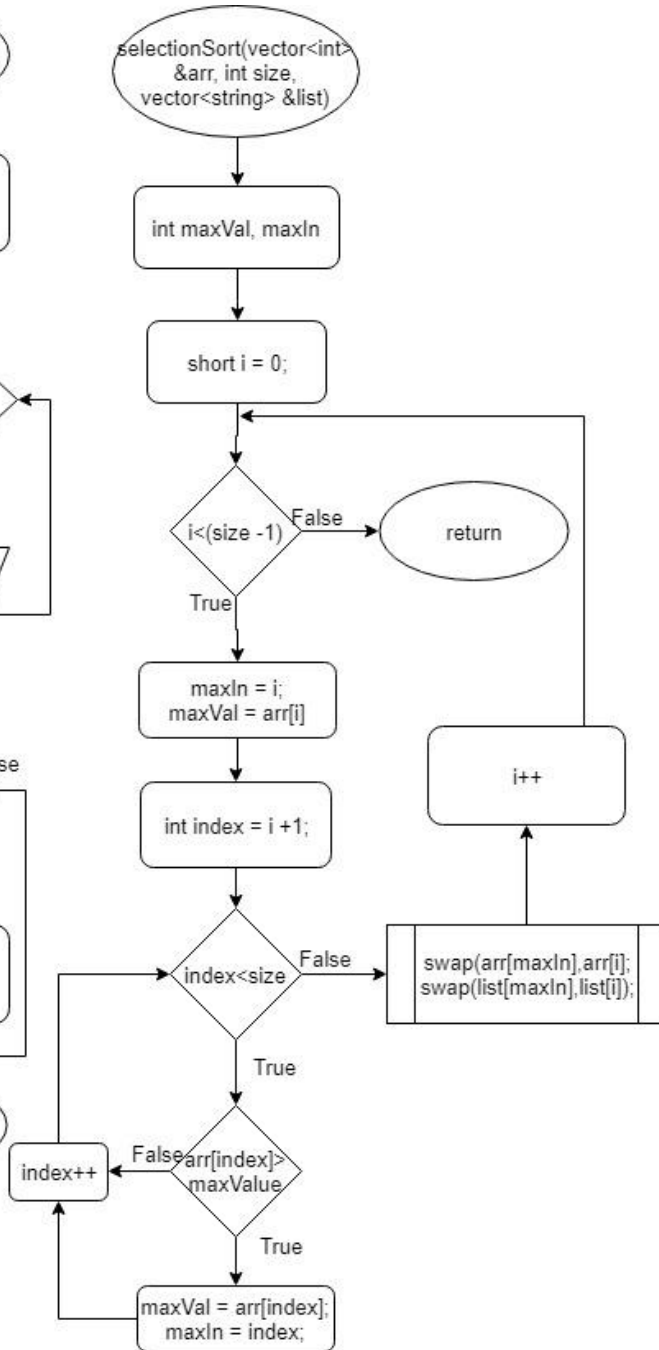 selectionSort(vector<int>
&arr, int size,
vector<string> &list)
int maxVal, maxIn
short i = 0;
i<(size -1)
False
return
True
maxIn = i;
maxVal = arr[i]
int index = i +1;
i++
index<size
False
swap(arr[maxIn],arr[i];
swap(list[maxIn],list[i]);
True
arr[index]>
maxValue
False
index++
True
maxVal = arr[index];
maxIn = index;